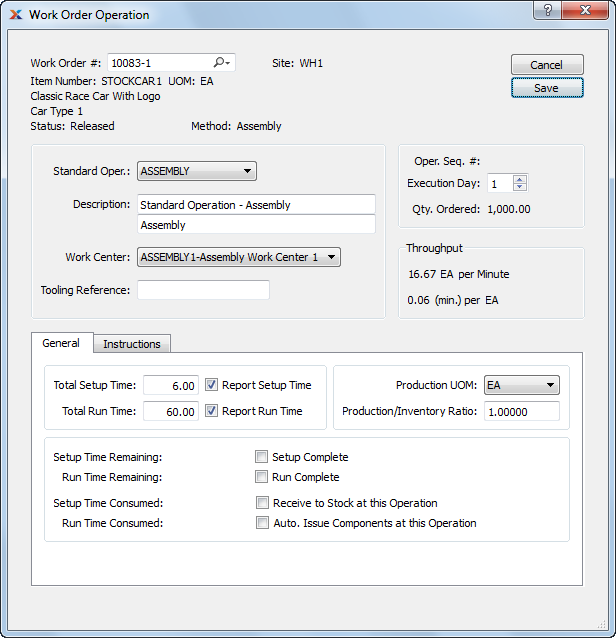 Work Order Operation
Work Order #: 10083-1 Site: WH1 Cancel
Item Number: STOCKCAR1 UOM: EA Save
Classic Race Car With Logo
Car Type 1
Status: Released Method: Assembly
Standard Oper.: ASSEMBLY
Description: Standard Operation - Assembly
Assembly
Work Center: ASSEMBLY1-Assembly Work Center 1
Tooling Reference:
Oper. Seq. #:
Execution Day: 1
Qty. Ordered: 1,000.00
Throughput
16.67 EA per Minute
0.06 (min.) per EA
General Instructions
Total Setup Time: 6.00 Report Setup Time
Total Run Time: 60.00 Report Run Time
Production UOM: EA
Production/Inventory Ratio: 1.00000
Setup Time Remaining: Setup Complete
Run Time Remaining: Run Complete
Setup Time Consumed: Receive to Stock at this Operation
Run Time Consumed: Auto. Issue Components at this Operation